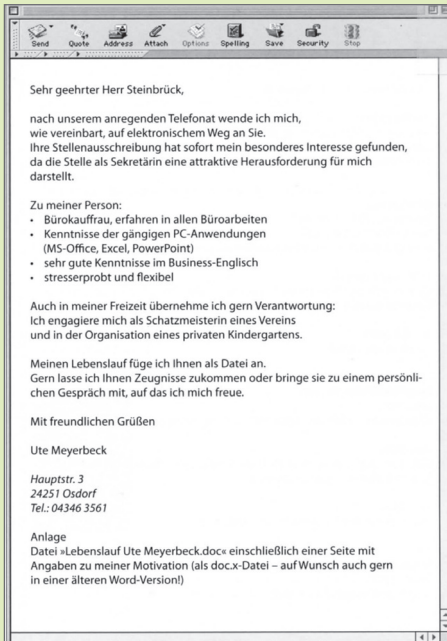 Send Quote Address Attach Options Spelling Save Security Stop
Sehr geehrter Herr Steinbrück,
nach unserem anregenden Telefonat wende ich mich,
wie vereinbart, auf elektronischem Weg an Sie.
Ihre Stellenausschreibung hat sofort mein besonderes Interesse gefunden,
da die Stelle als Sekretärin eine attraktive Herausforderung für mich
darstellt.
Zu meiner Person:
• Bürokauffrau, erfahren in allen Büroarbeiten
• Kenntnisse der gängigen PC-Anwendungen
(MS-Office, Excel, PowerPoint)
• sehr gute Kenntnisse im Business-Englisch
• stresserprobt und flexibel
Auch in meiner Freizeit übernehme ich gern Verantwortung:
Ich engagiere mich als Schatzmeisterin eines Vereins
und in der Organisation eines privaten Kindergartens.
Meinen Lebenslauf füge ich Ihnen als Datei an.
Gern lasse ich Ihnen Zeugnisse zukommen oder bringe sie zu einem persönli-
chen Gespräch mit, auf das ich mich freue.
Mit freundlichen Grüßen
Ute Meyerbeck
Hauptstr. 3
24251 Osdorf
Tel.: 04346 3561
Anlage
Datei »Lebenslauf Ute Meyerbeck.doc« einschließlich einer Seite mit
Angaben zu meiner Motivation (als doc.x-Datei – auf Wunsch auch gern
in einer älteren Word-Version!)